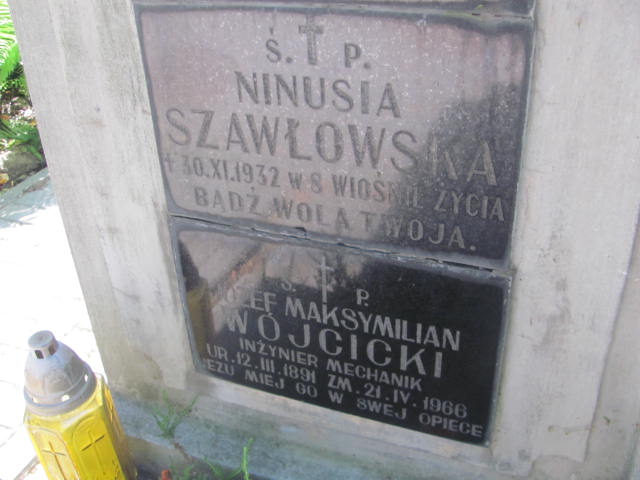 Ś. P.
NINUSIA
SZAWŁOWSKA
† 30.XI.1932 W 8 WIOŚNIE ŻYCIA
BĄDŹ WOLA TWOJA.
Ś. P.
JÓZEF MAKSYMILIAN
WÓJCICKI
INŻYNIER MECHANIK
UR. 12.III.1891 ZM. 21.IV.1966
JEZU MIEJ GO W SWEJ OPIECE